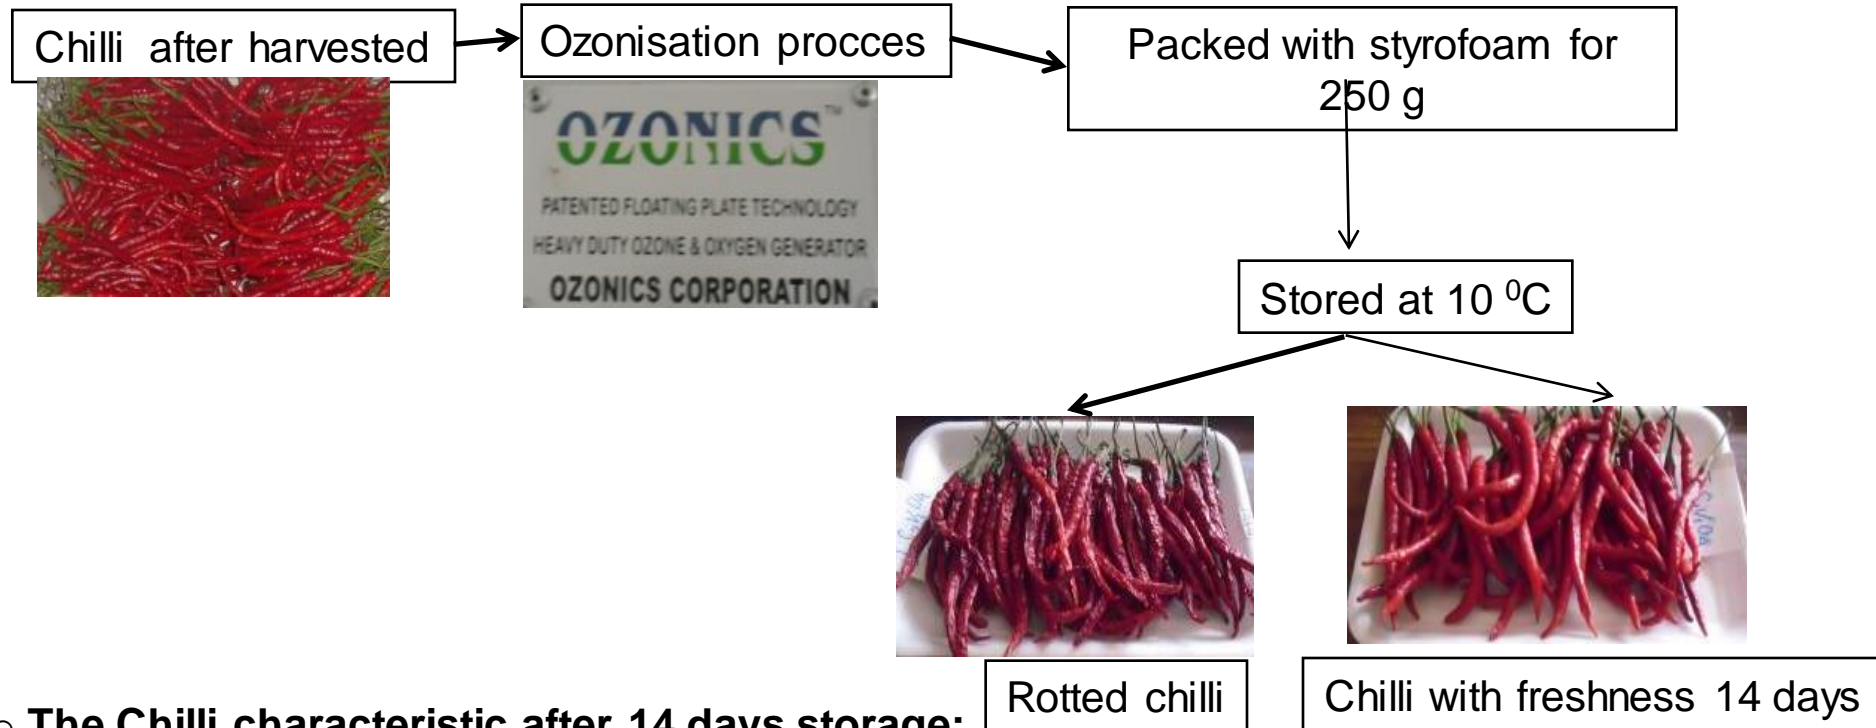 Chilli after harvested
Ozonisation procces
Packed with styrofoam for
250 g
OZONICS™
PATENTED FLOATING PLATE TECHNOLOGY
HEAVY DUTY OZONE & OXYGEN GENERATOR
OZONICS CORPORATION
Stored at 10 ⁰C
Rotted chilli
Chilli with freshness 14 days
○ The Chilli characteristic after 14 days storage: